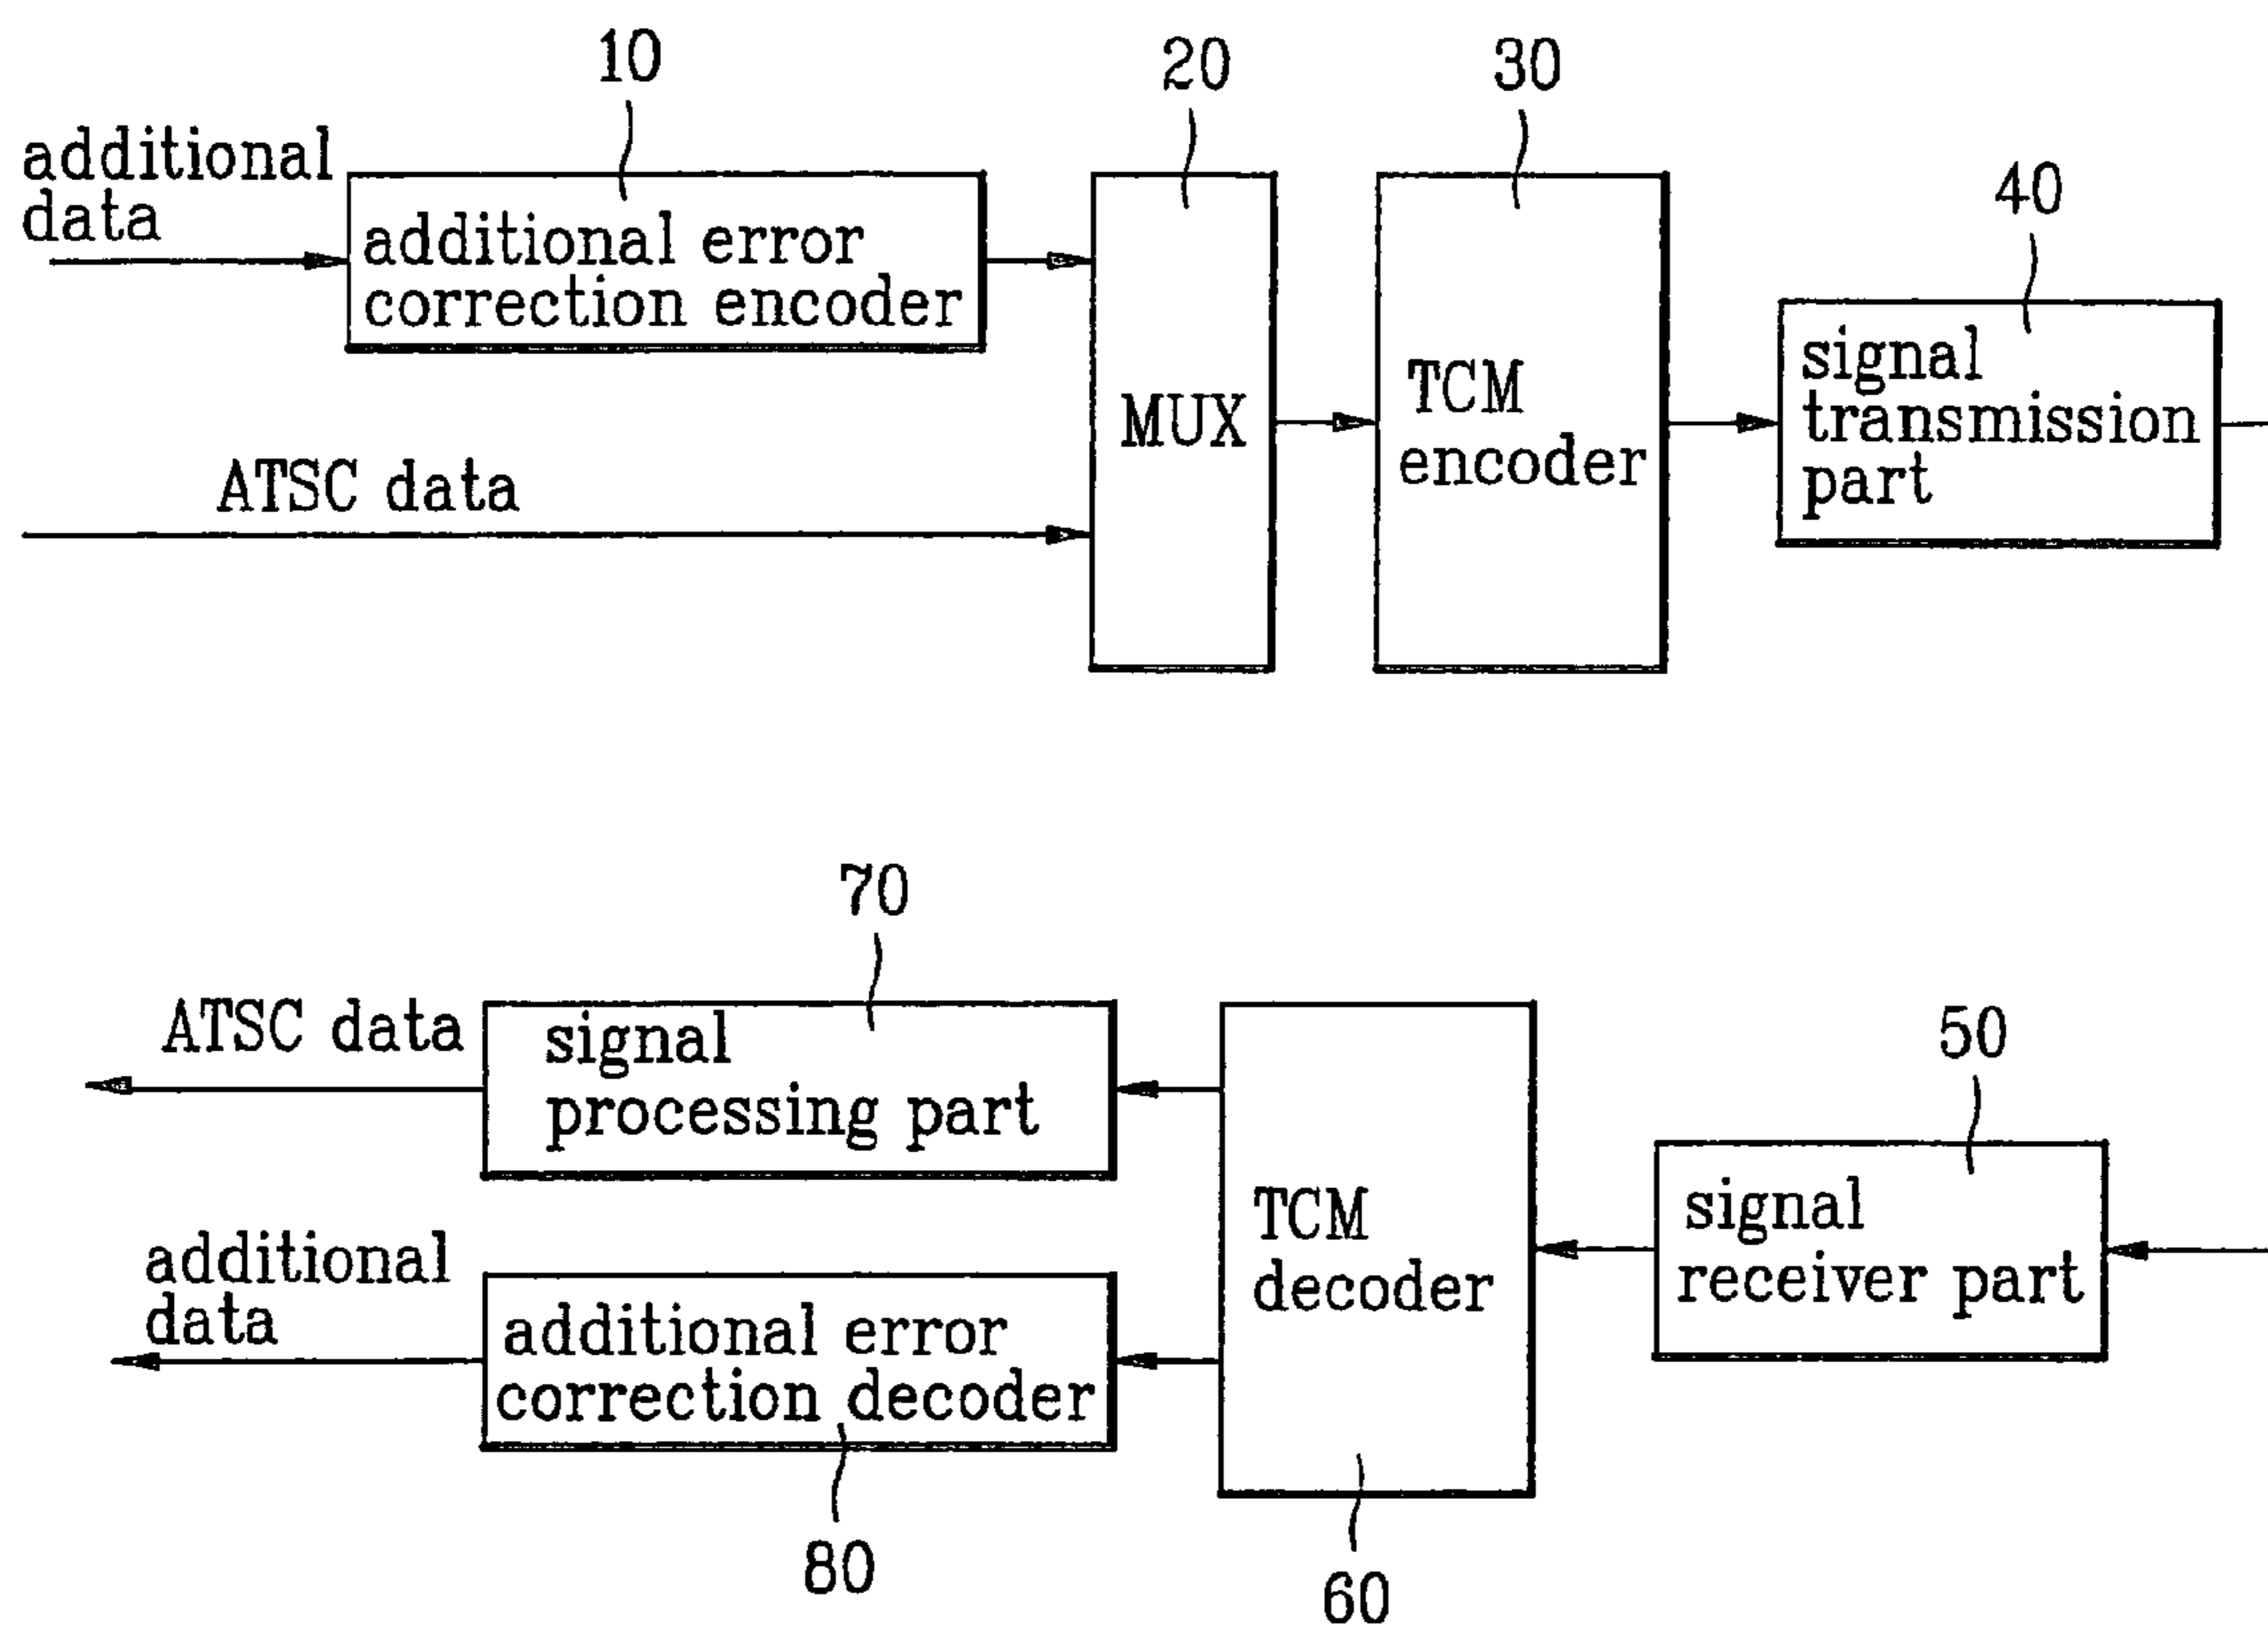 10
20
30
40
additional
data
additional error
correction encoder
ATSC data
MUX
TCM
encoder
signal
transmission
part
70
50
ATSC data
signal
processing part
TCM
decoder
signal
receiver part
additional
data
additional error
correction decoder
80
60